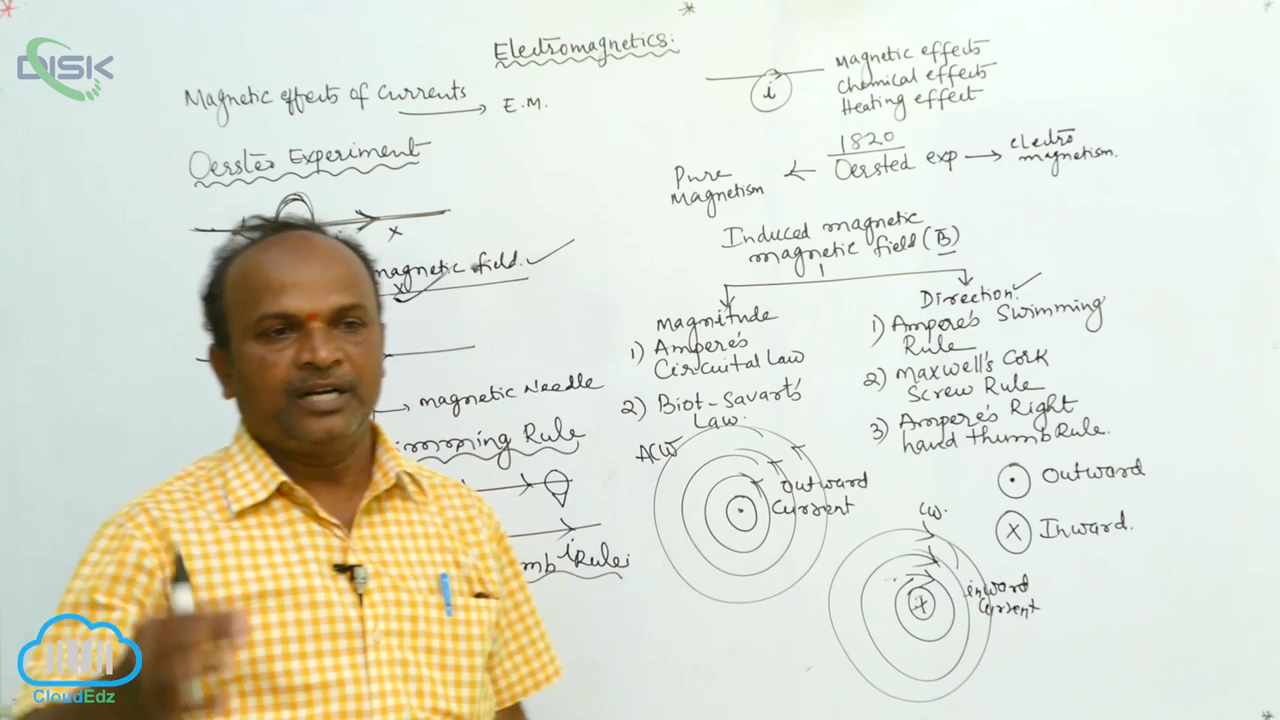 DISK
Electromagnetics:
Magnetic effects of Currents → E.M.
Oersted Experiment
x
magnetic field. ✓
→ magnetic Needle
imming Rule
i
mb Rule:
i
Magnetic effects
Chemical effects
Heating effect
1820
Pure Magnetism ← Oersted exp → electro magnetism.
Induced magnetic
magnetic field (B)
Magnitude
1) Ampere's
Circuital Law
2) Biot-Savart's
Law.
Direction ✓
1) Ampere's Swimming
Rule
2) Maxwell's Cork
Screw Rule
3) Ampere's Right
hand thumb Rule.
ACW
Outward
Current
· Outward
x Inward.
CW.
x
inward
Current
CloudEdz